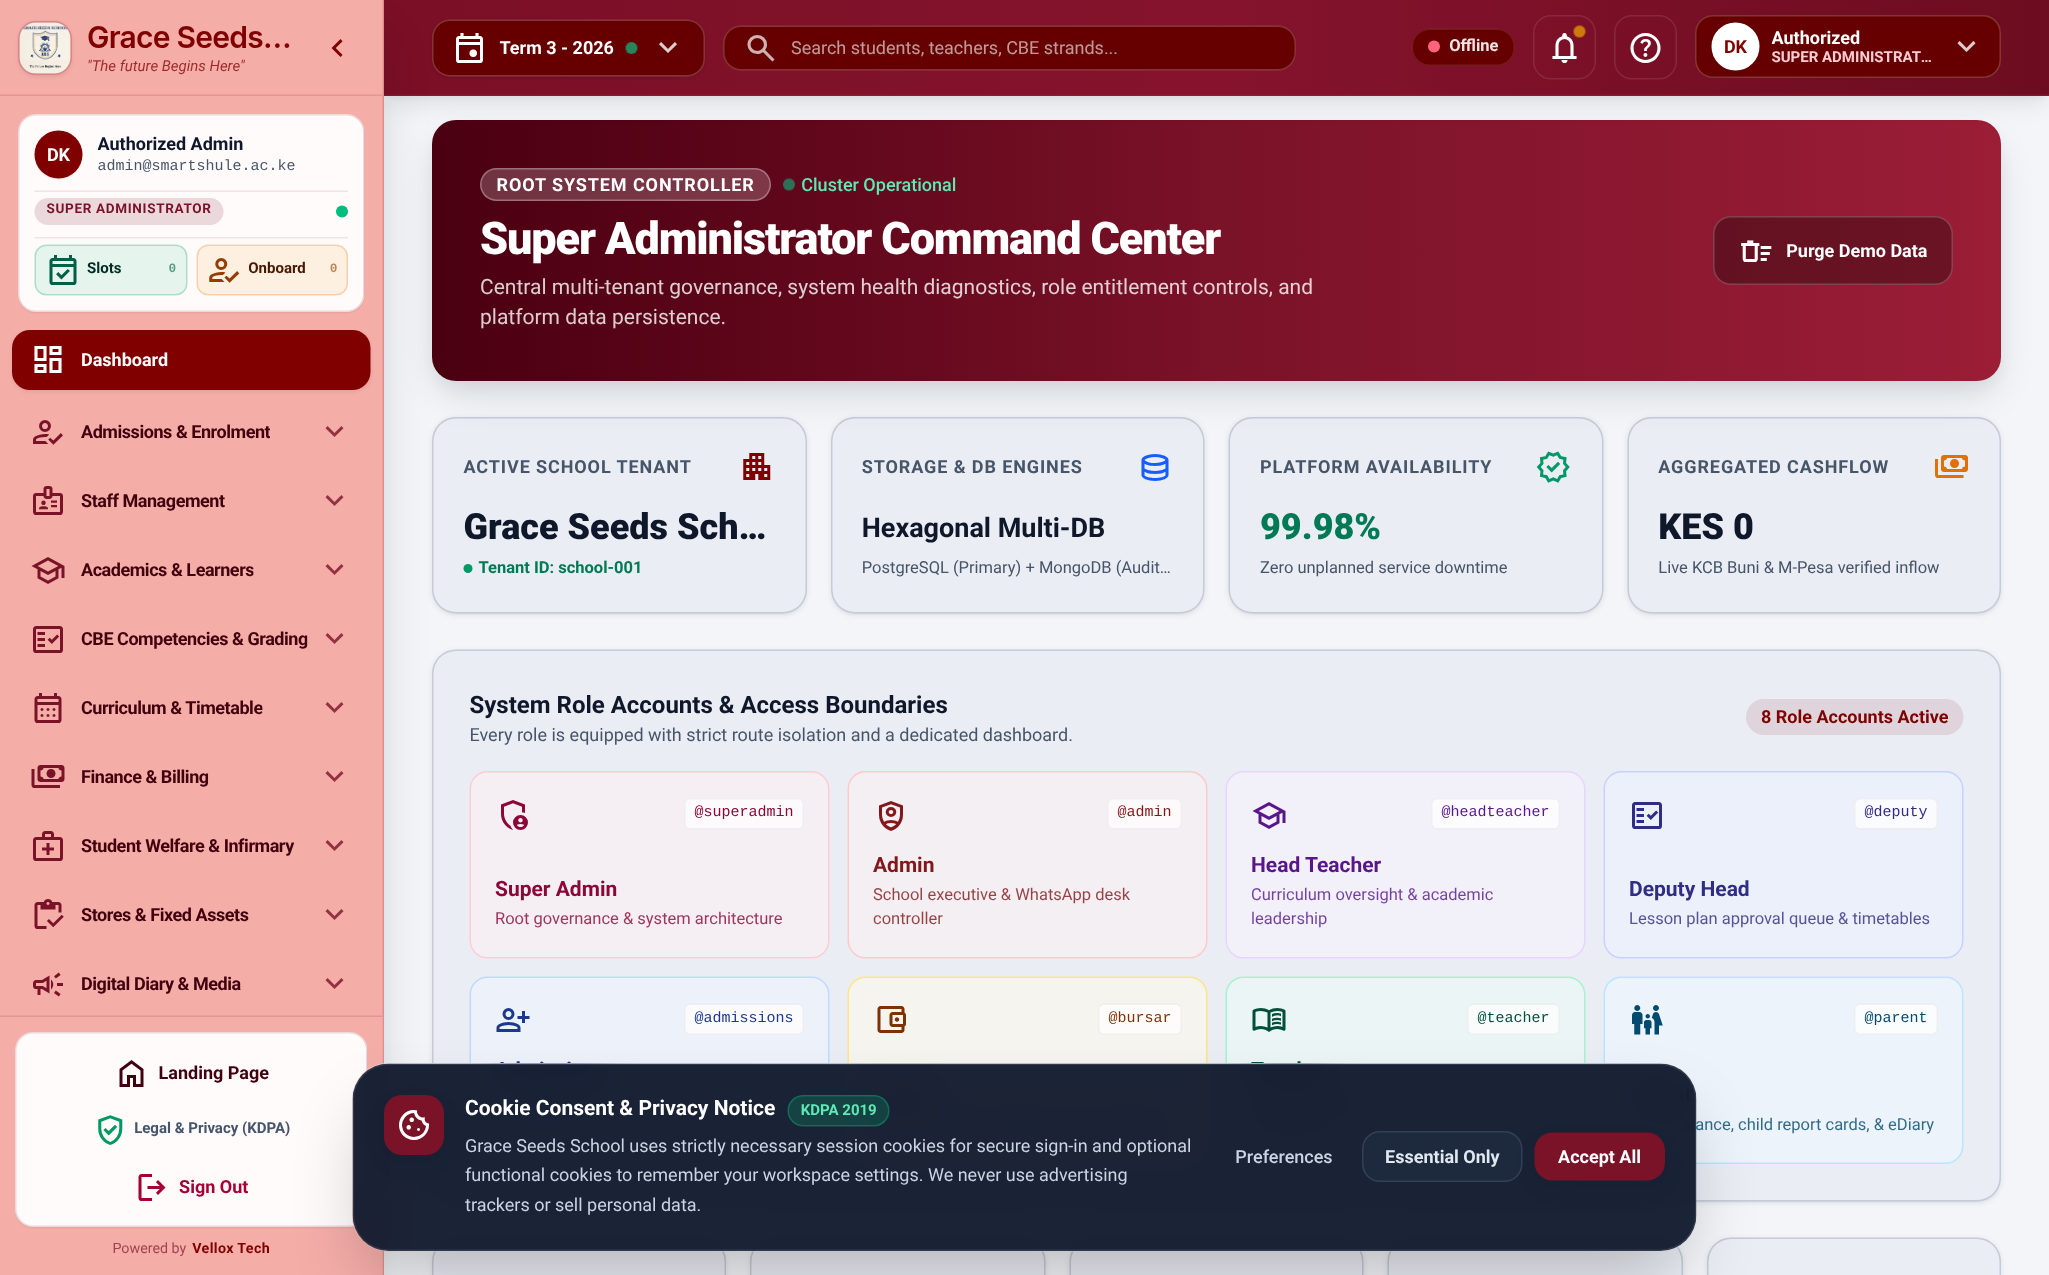 Grace Seeds...
"The future Begins Here"
Term 3 - 2026
Search students, teachers, CBE strands...
Offline
DK
Authorized
SUPER ADMINISTRAT...
DK
Authorized Admin
admin@smartshule.ac.ke
SUPER ADMINISTRATOR
Slots 0
Onboard 0
Dashboard
Admissions & Enrolment
Staff Management
Academics & Learners
CBE Competencies & Grading
Curriculum & Timetable
Finance & Billing
Student Welfare & Infirmary
Stores & Fixed Assets
Digital Diary & Media
Landing Page
Legal & Privacy (KDPA)
Sign Out
Powered by Vellox Tech
ROOT SYSTEM CONTROLLER
Cluster Operational
Super Administrator Command Center
Central multi-tenant governance, system health diagnostics, role entitlement controls, and
platform data persistence.
Purge Demo Data
ACTIVE SCHOOL TENANT
Grace Seeds Sch...
Tenant ID: school-001
STORAGE & DB ENGINES
Hexagonal Multi-DB
PostgreSQL (Primary) + MongoDB (Audit...
PLATFORM AVAILABILITY
99.98%
Zero unplanned service downtime
AGGREGATED CASHFLOW
KES 0
Live KCB Buni & M-Pesa verified inflow
System Role Accounts & Access Boundaries
Every role is equipped with strict route isolation and a dedicated dashboard.
8 Role Accounts Active
@superadmin
Super Admin
Root governance & system architecture
@admin
Admin
School executive & WhatsApp desk
controller
@headteacher
Head Teacher
Curriculum oversight & academic
leadership
@deputy
Deputy Head
Lesson plan approval queue & timetables
@admissions
@bursar
@teacher
@parent
child report cards, & eDiary
Cookie Consent & Privacy Notice
KDPA 2019
Grace Seeds School uses strictly necessary session cookies for secure sign-in and optional
functional cookies to remember your workspace settings. We never use advertising
trackers or sell personal data.
Preferences
Essential Only
Accept All